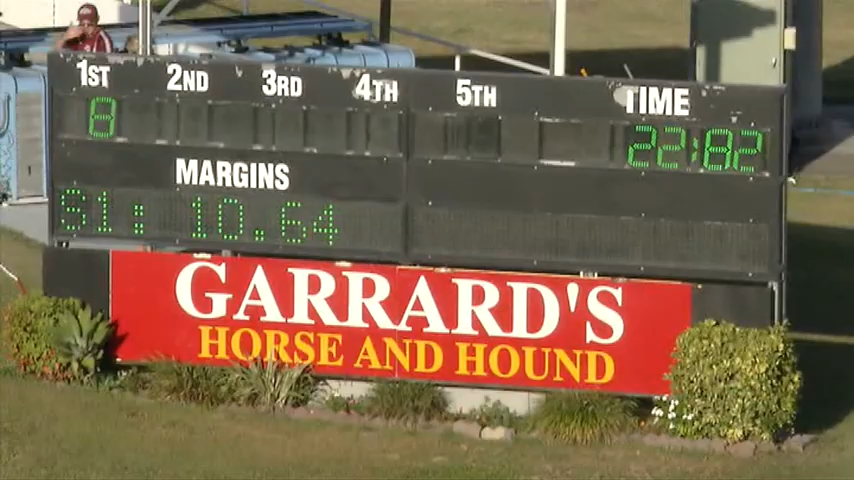 1ST 2ND 3RD 4TH 5TH TIME
8 22:82
MARGINS
S1: 10.64
GARRARD'S
HORSE AND HOUND